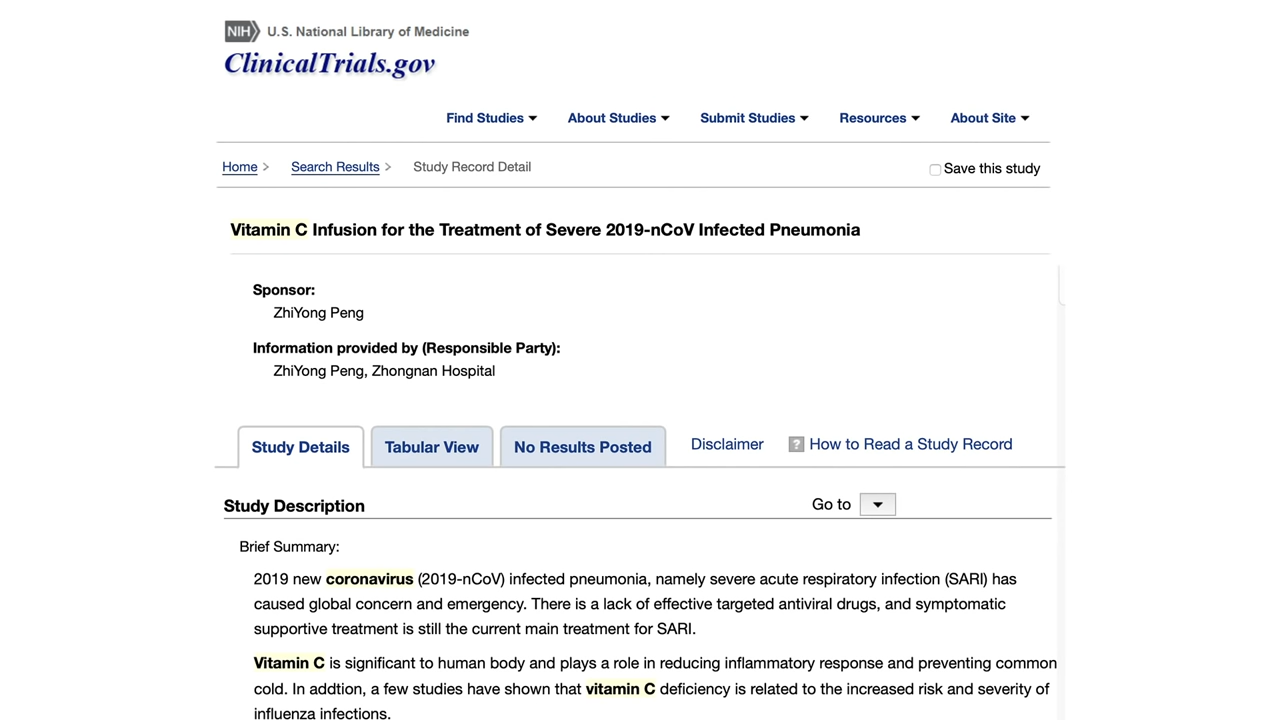 NIH U.S. National Library of Medicine
ClinicalTrials.gov
Find Studies About Studies Submit Studies Resources About Site
Home > Search Results > Study Record Detail Save this study
Vitamin C Infusion for the Treatment of Severe 2019-nCoV Infected Pneumonia
Sponsor:
ZhiYong Peng
Information provided by (Responsible Party):
ZhiYong Peng, Zhongnan Hospital
Study Details Tabular View No Results Posted Disclaimer ? How to Read a Study Record
Study Description Go to
Brief Summary:
2019 new coronavirus (2019-nCoV) infected pneumonia, namely severe acute respiratory infection (SARI) has
caused global concern and emergency. There is a lack of effective targeted antiviral drugs, and symptomatic
supportive treatment is still the current main treatment for SARI.
Vitamin C is significant to human body and plays a role in reducing inflammatory response and preventing common
cold. In addtion, a few studies have shown that vitamin C deficiency is related to the increased risk and severity of
influenza infections.